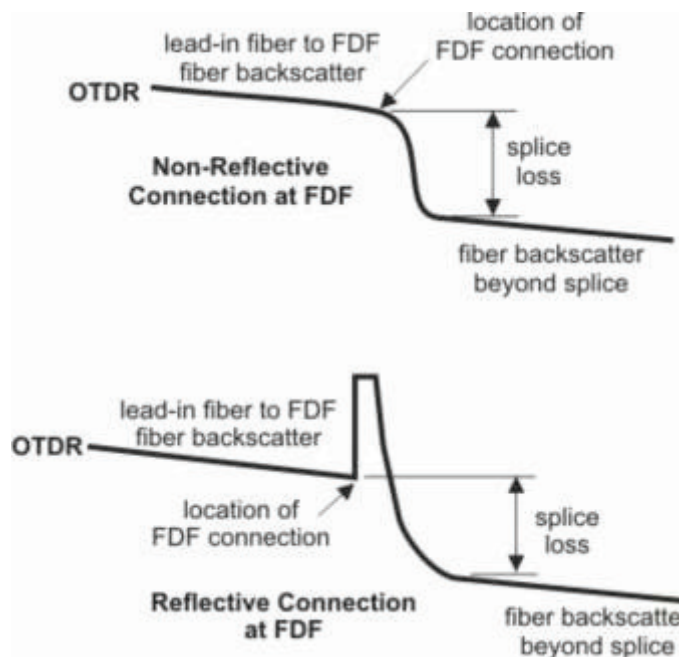 location of
FDF connection
lead-in fiber to FDF
fiber backscatter
OTDR
Non-Reflective
Connection at FDF
splice
loss
fiber backscatter
beyond splice
lead-in fiber to FDF
fiber backscatter
OTDR
location of
FDF connection
splice
loss
Reflective Connection
at FDF
fiber backscatte
beyond splice